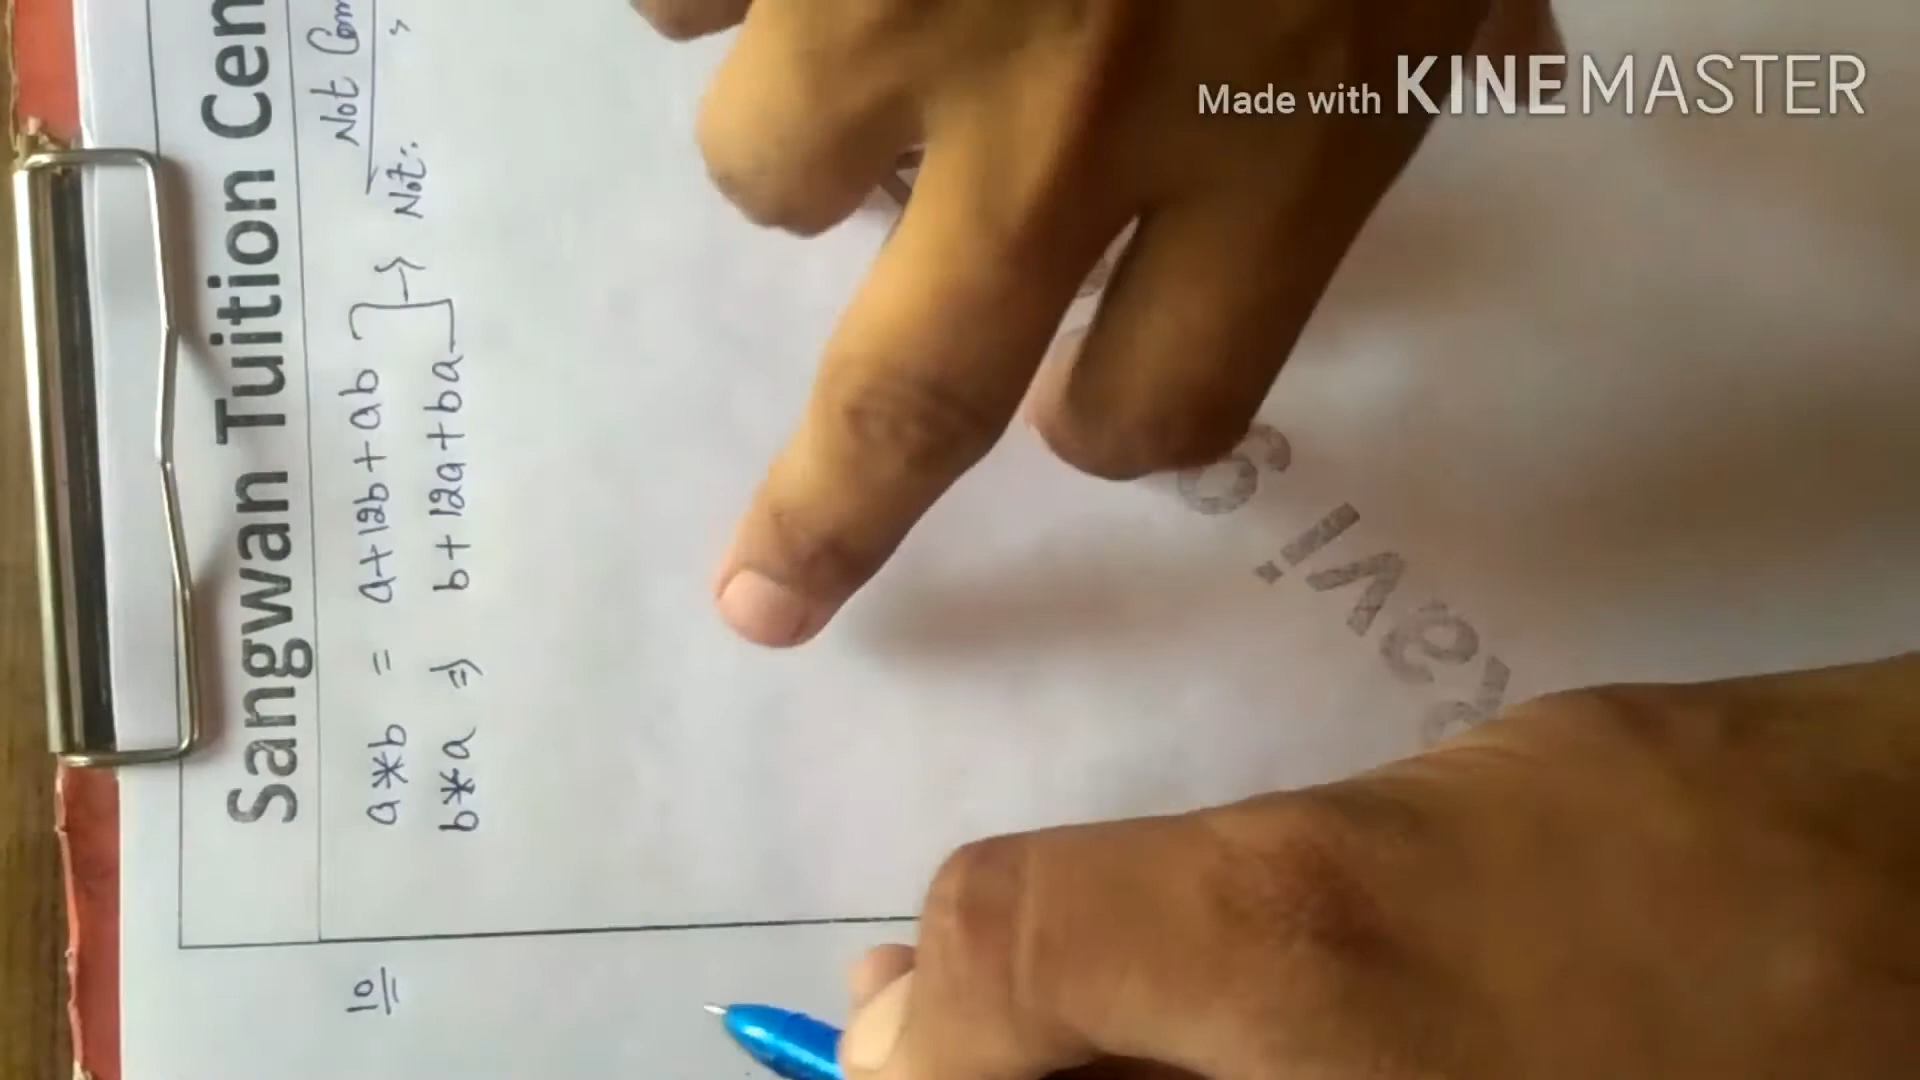 Made with KINEMASTER
Sangwan Tuition Cen
Not Com
10
a*b = a+12b+ab → Not:
b*a ⇒ b+12a+ba